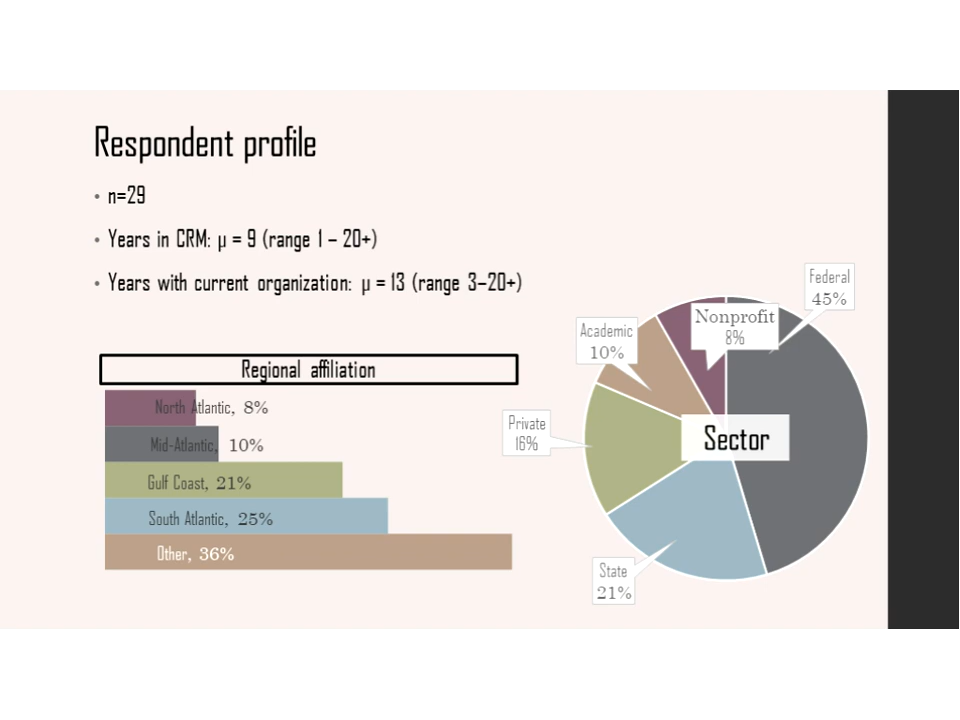 Respondent profile
• n=29
• Years in CRM: µ = 9 (range 1 – 20+)
• Years with current organization: µ = 13 (range 3–20+)
Regional affiliation
North Atlantic, 8%
Mid-Atlantic, 10%
Gulf Coast, 21%
South Atlantic, 25%
Other, 36%
Federal
45%
Nonprofit
8%
Academic
10%
Private
16%
Sector
State
21%